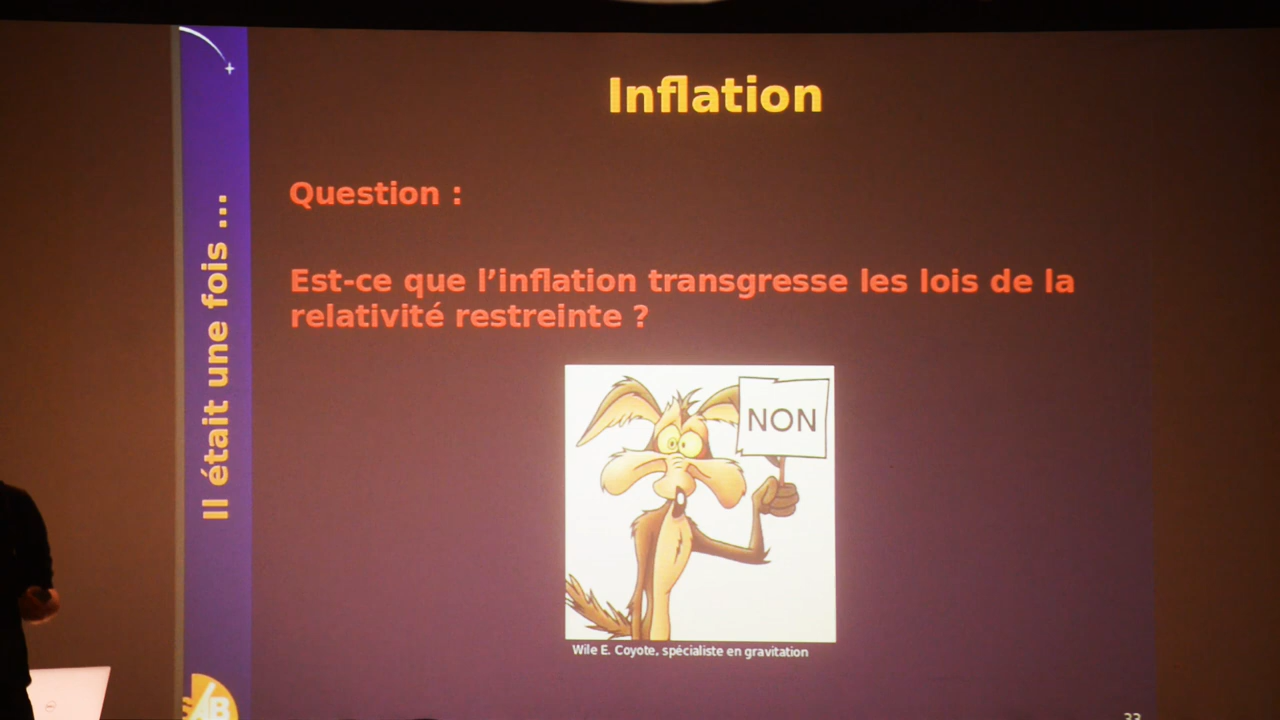 Inflation
Question :
Est-ce que l’inflation transgresse les lois de la
relativité restreinte ?
NON
Wile E. Coyote, spécialiste en gravitation
Il était une fois ...